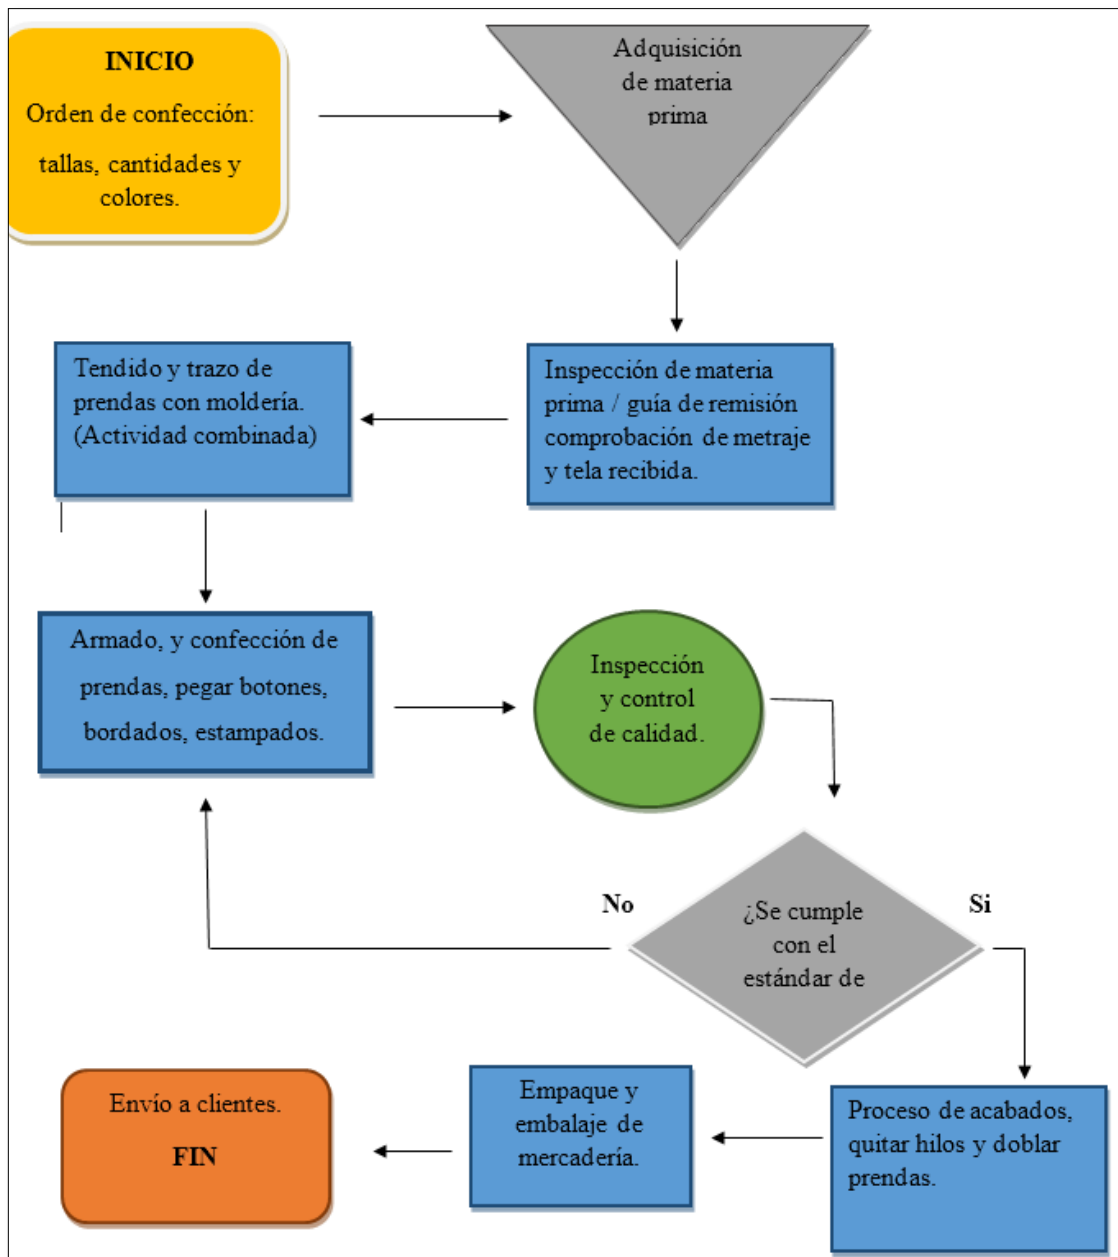 INICIO
Orden de confección:
tallas, cantidades y
colores.
Adquisición
de materia
prima
Inspección de materia
prima / guía de remisión
comprobación de metraje
y tela recibida.
Tendido y trazo de
prendas con moldería.
(Actividad combinada)
Armado, y confección de
prendas, pegar botones,
bordados, estampados.
Inspección
y control
de calidad.
¿Se cumple
con el
estándar de
No
Si
Proceso de acabados,
quitar hilos y doblar
prendas.
Empaque y
embalaje de
mercadería.
Envío a clientes.
FIN